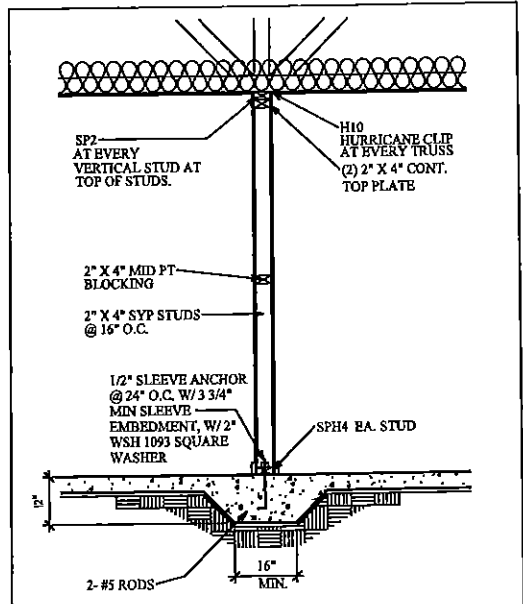 SP2
AT EVERY
VERTICAL STUD AT
TOP OF STUDS.
H10
HURRICANE CLIP
AT EVERY TRUSS
(2) 2" X 4" CONT.
TOP PLATE
2" X 4" MID PT
BLOCKING
2" X 4" SYP STUDS
@ 16" O.C.
1/2" SLEEVE ANCHOR
@ 24" O.C. W/ 3 3/4"
MIN SLEEVE
EMBEDMENT, W/ 2"
WSH 1093 SQUARE
WASHER
SPH4 EA. STUD
12"
16"
MIN.
2- #5 RODS